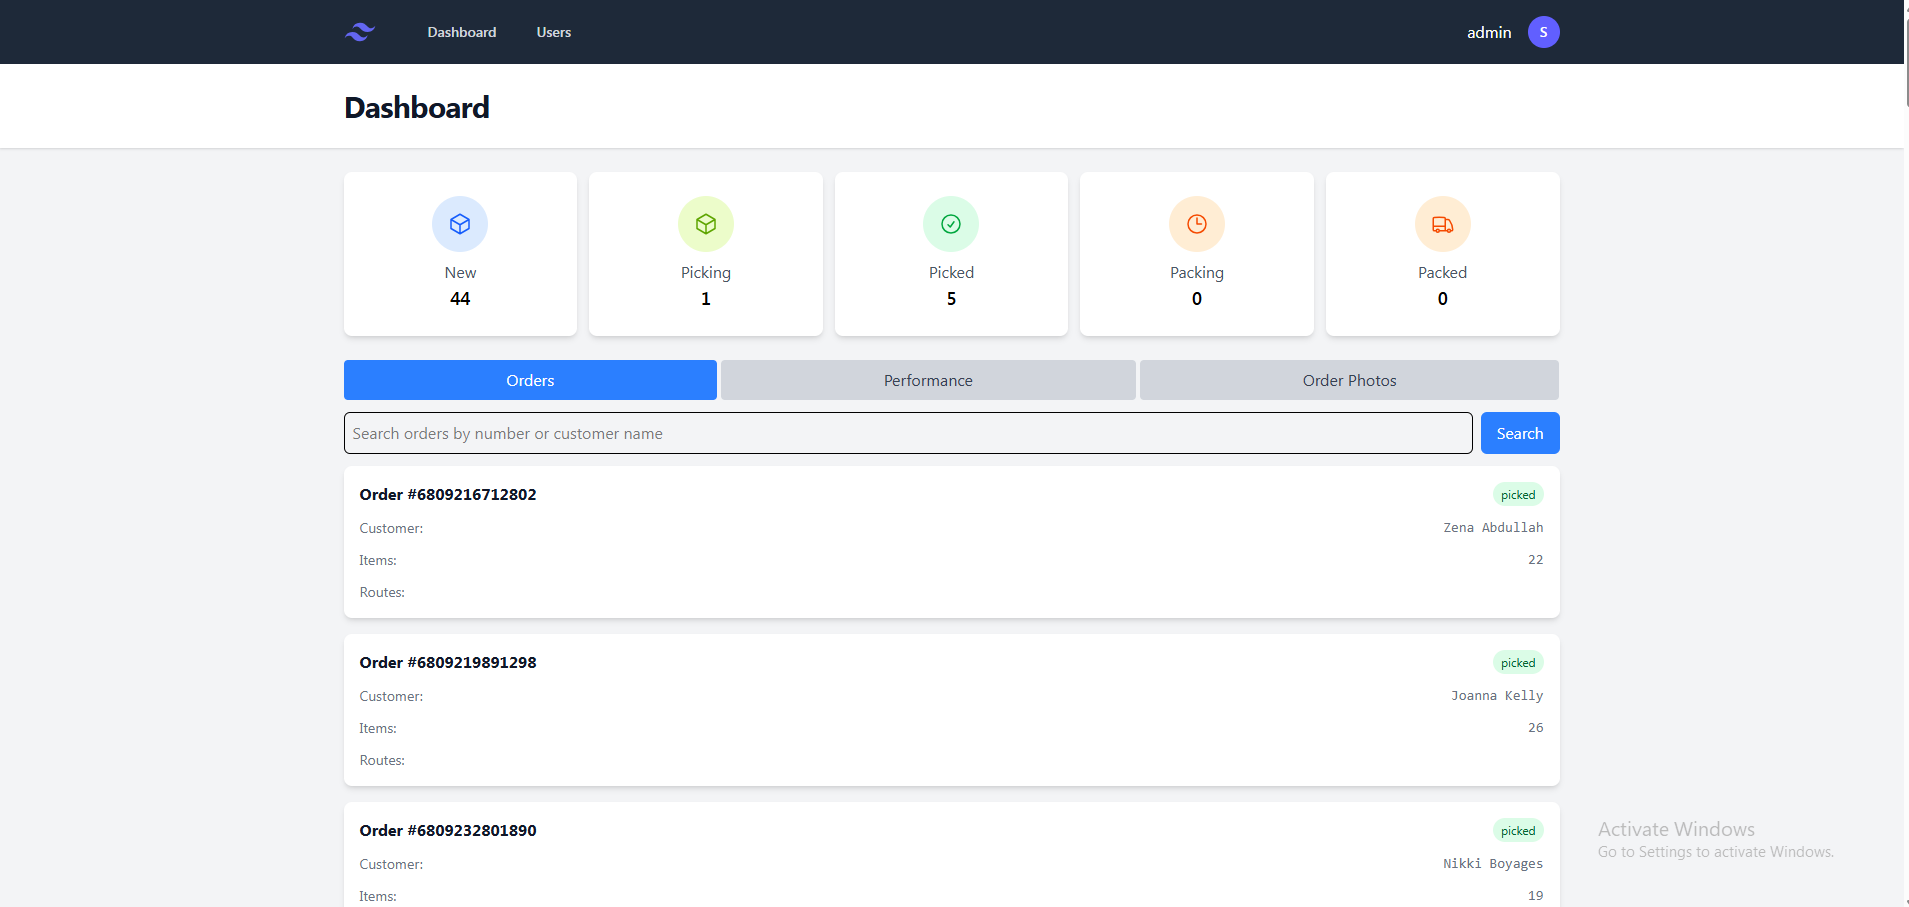 Dashboard Users admin S
Dashboard
New Picking Picked Packing Packed
44 1 5 0 0
Orders Performance Order Photos
Search orders by number or customer name Search
Order #6809216712802 picked
Customer: Zena Abdullah
Items: 22
Routes:
Order #6809219891298 picked
Customer: Joanna Kelly
Items: 26
Routes:
Order #6809232801890 picked
Customer: Nikki Boyages
Items: 19
Activate Windows
Go to Settings to activate Windows.